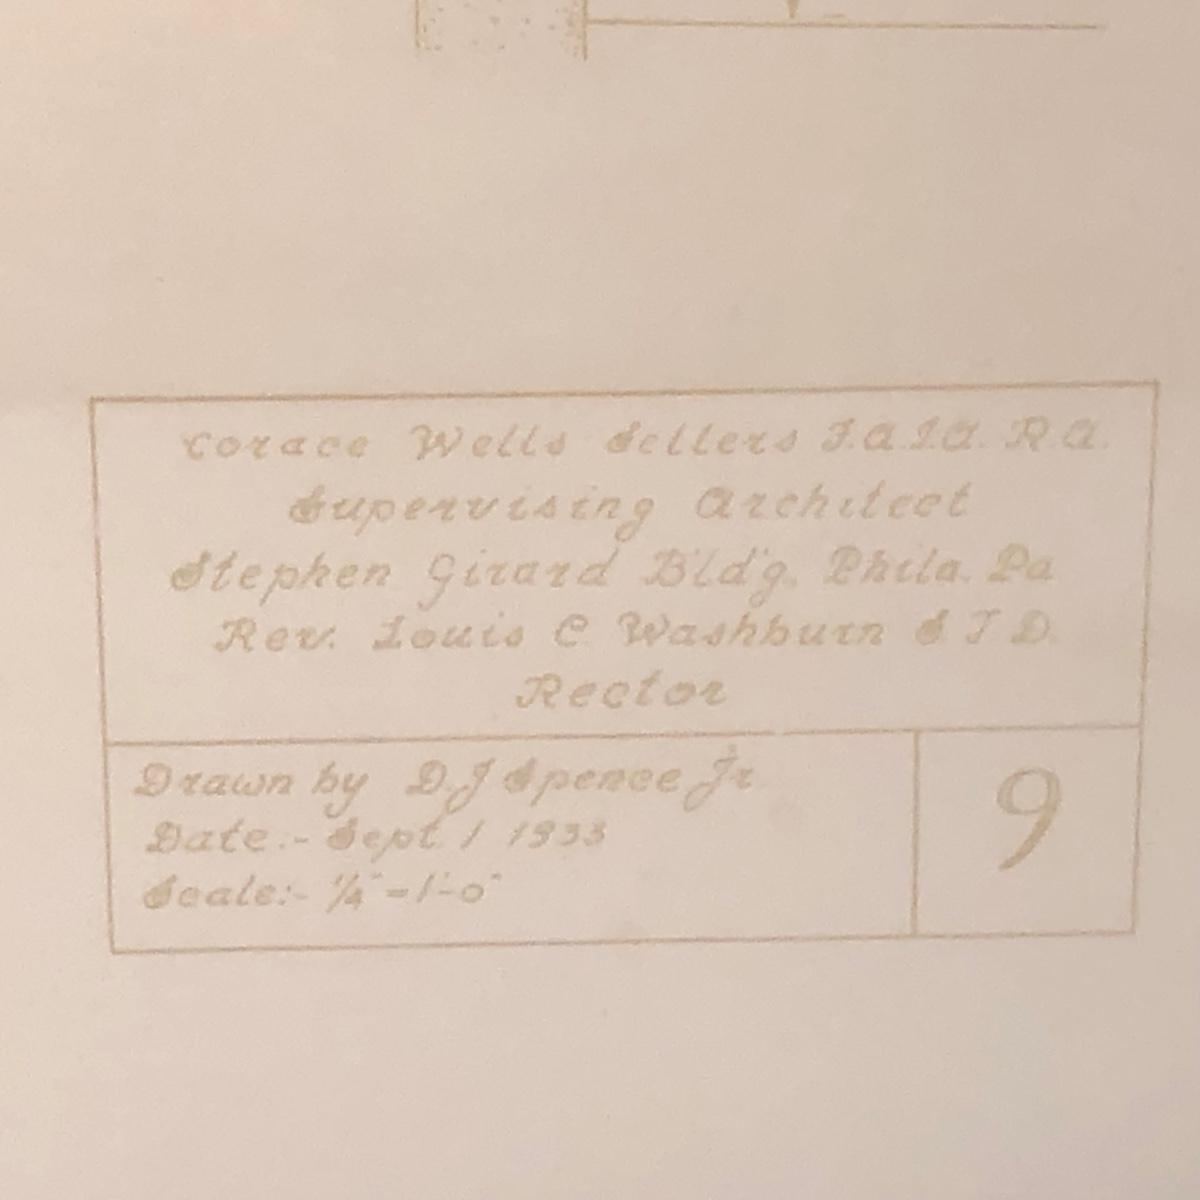 Horace Wells Sellers F.A.I.A. R.A.
Supervising Architect
Stephen Girard Bld'g. Phila. Pa
Rev. Louis C Washburn S T D.
Rector
Drawn by D.J Spence Jr
Date:- Sept 1 1933
Scale:- 1/4" = 1'-0"
9